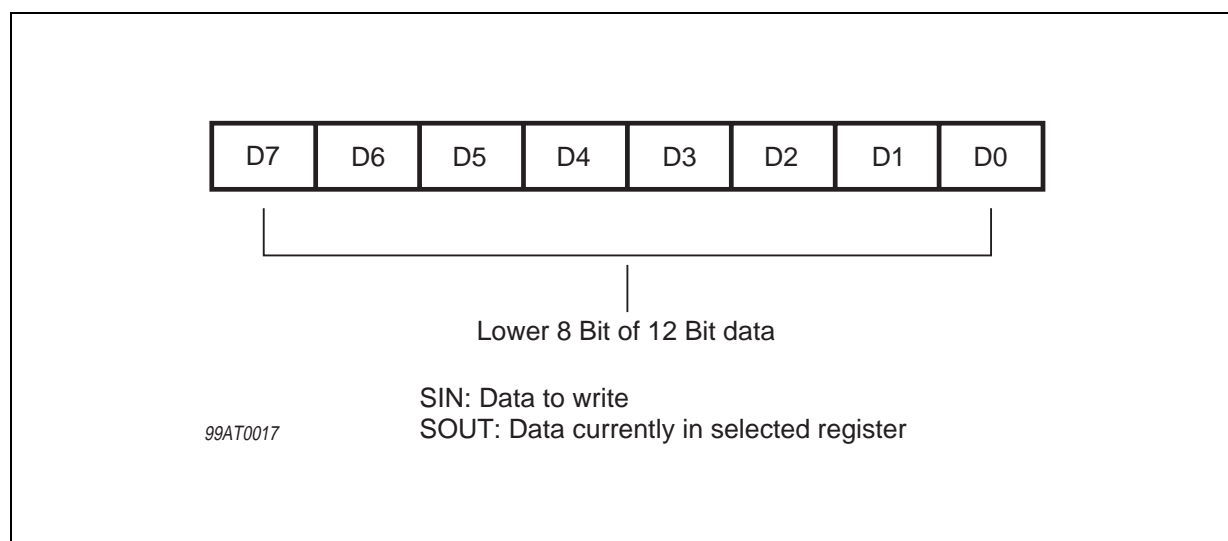 D7 D6 D5 D4 D3 D2 D1 D0
Lower 8 Bit of 12 Bit data
SIN: Data to write
SOUT: Data currently in selected register
99AT0017